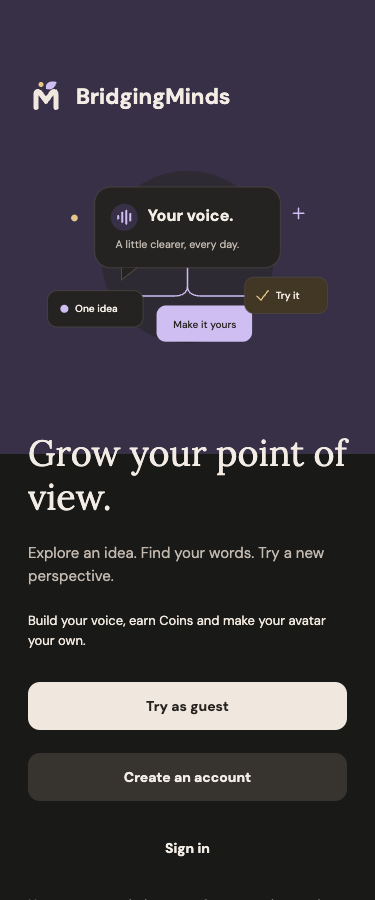 BridgingMinds
Your voice.
A little clearer, every day.
One idea
Make it yours
Try it
Grow your point of
view.
Explore an idea. Find your words. Try a new
perspective.
Build your voice, earn Coins and make your avatar
your own.
Try as guest
Create an account
Sign in